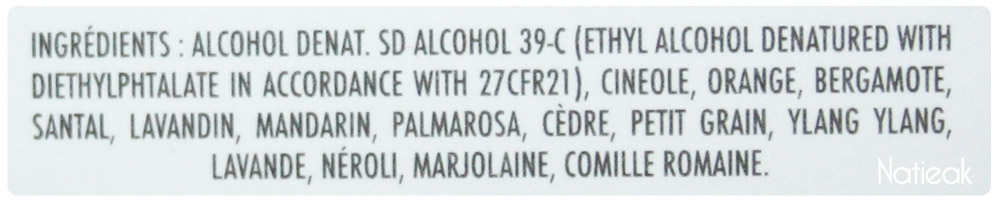 INGRÉDIENTS : ALCOHOL DENAT. SD ALCOHOL 39-C (ETHYL ALCOHOL DENATURED WITH
DIETHYLPHTALATE IN ACCORDANCE WITH 27CFR21), CINEOLE, ORANGE, BERGAMOTE,
SANTAL, LAVANDIN, MANDARIN, PALMAROSA, CÈDRE, PETIT GRAIN, YLANG YLANG,
LAVANDE, NÉROLI, MARJOLAINE, COMILLE ROMAINE.
Natieak